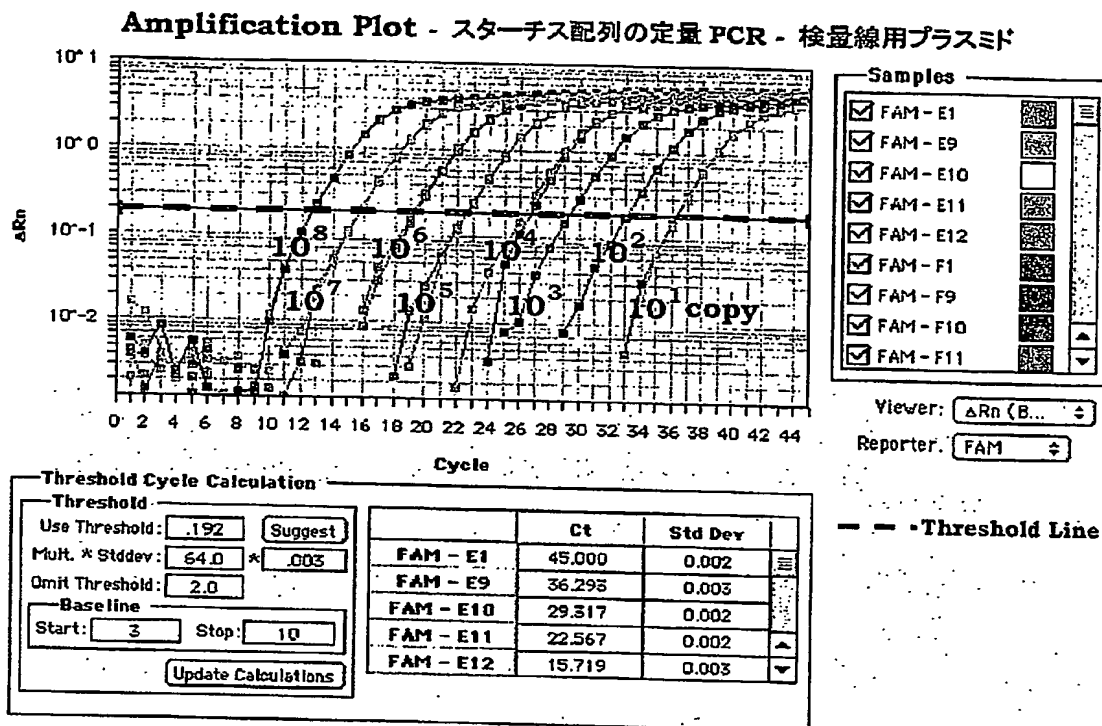 Amplification Plot - スターチス配列の定量 PCR - 検量線用プラスミド
10^ 1
10^ 0
10^-1
10^-2
ΔRn
10^8
10^7
10^6
10^5
10^4
10^3
10^2
10^1 copy
0 2 4 6 8 10 12 14 16 18 20 22 24 26 28 30 32 34 36 38 40 42 44
Cycle
Samples
FAM - E1
FAM - E9
FAM - E10
FAM - E11
FAM - E12
FAM - F1
FAM - F9
FAM - F10
FAM - F11
Viewer: ΔRn (B...
Reporter. FAM
Threshold Cycle Calculation
Threshold
Use Threshold: .192 Suggest
Mult. * Stddev: 64.0 * .003
Omit Threshold: 2.0
Baseline
Start: 3 Stop: 10
Update Calculations
Ct Std Dev
FAM - E1 45.000 0.002
FAM - E9 36.293 0.003
FAM - E10 29.317 0.002
FAM - E11 22.567 0.002
FAM - E12 15.719 0.003
Threshold Line